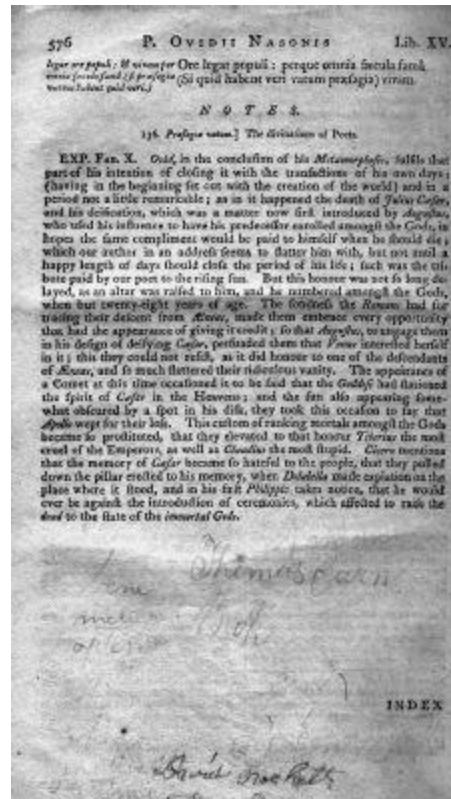 576 P. OVIDII NASONIS Lib. XV.
legar ore populi: & vivam per Ore legar populi: perque omnia sæcula famâ
(Si quid habent veri vatum præsagia) vivam.
NOTES.
Præsagia vatum.] The divinations of Poets.
EXP. FAB. X. Ovid, in the conclusion of his Metamorphoses, fulfils that
part of his intention of closing it with the transactions of his own days;
(having in the beginning set out with the creation of the world) and in a
period not a little remarkable; as in it happened the death of Julius Cæsar,
and his deification, which was a matter now first introduced by Augustus,
who used his influence to have his predecessor enrolled amongst the Gods, in
hopes the same compliment would be paid to himself when he should die;
which our author in an address seems to flatter him with, but not until a
happy length of days should close the period of his life; such was the tri-
bute paid by our poet to the rising sun. But this honour was not so long de-
layed, as an altar was raised to him, and he numbered amongst the Gods,
when but twenty-eight years of age. The fondness the Romans had for
tracing their descent from Æneas, made them embrace every opportunity
that had the appearance of giving it credit; so that Augustus, to engage them
in his design of deifying Cæsar, persuaded them that Venus interested herself
in it; this they could not resist, as it did honour to one of the descendants
of Æneas, and so much flattered their ridiculous vanity. The appearance of
a Comet at this time occasioned it to be said that the Goddess had stationed
the spirit of Cæsar in the Heavens; and the sun also appearing some-
what obscured by a spot in his disk, they took this occasion to say that
Apollo wept for their loss. This custom of ranking mortals amongst the Gods
became so prostituted, that they elevated to that honour Tiberius the most
cruel of the Emperors, as well as Claudius the most stupid. Cicero mentions
that the memory of Cæsar became so hateful to the people, that they pulled
down the pillar erected to his memory, when Dolabella made expiation on the
place where it stood, and in his first Philippic takes notice, that he would
ever be against the introduction of ceremonies, which affected to raise the
dead to the state of the immortal Gods.
Thomas
INDEX
David